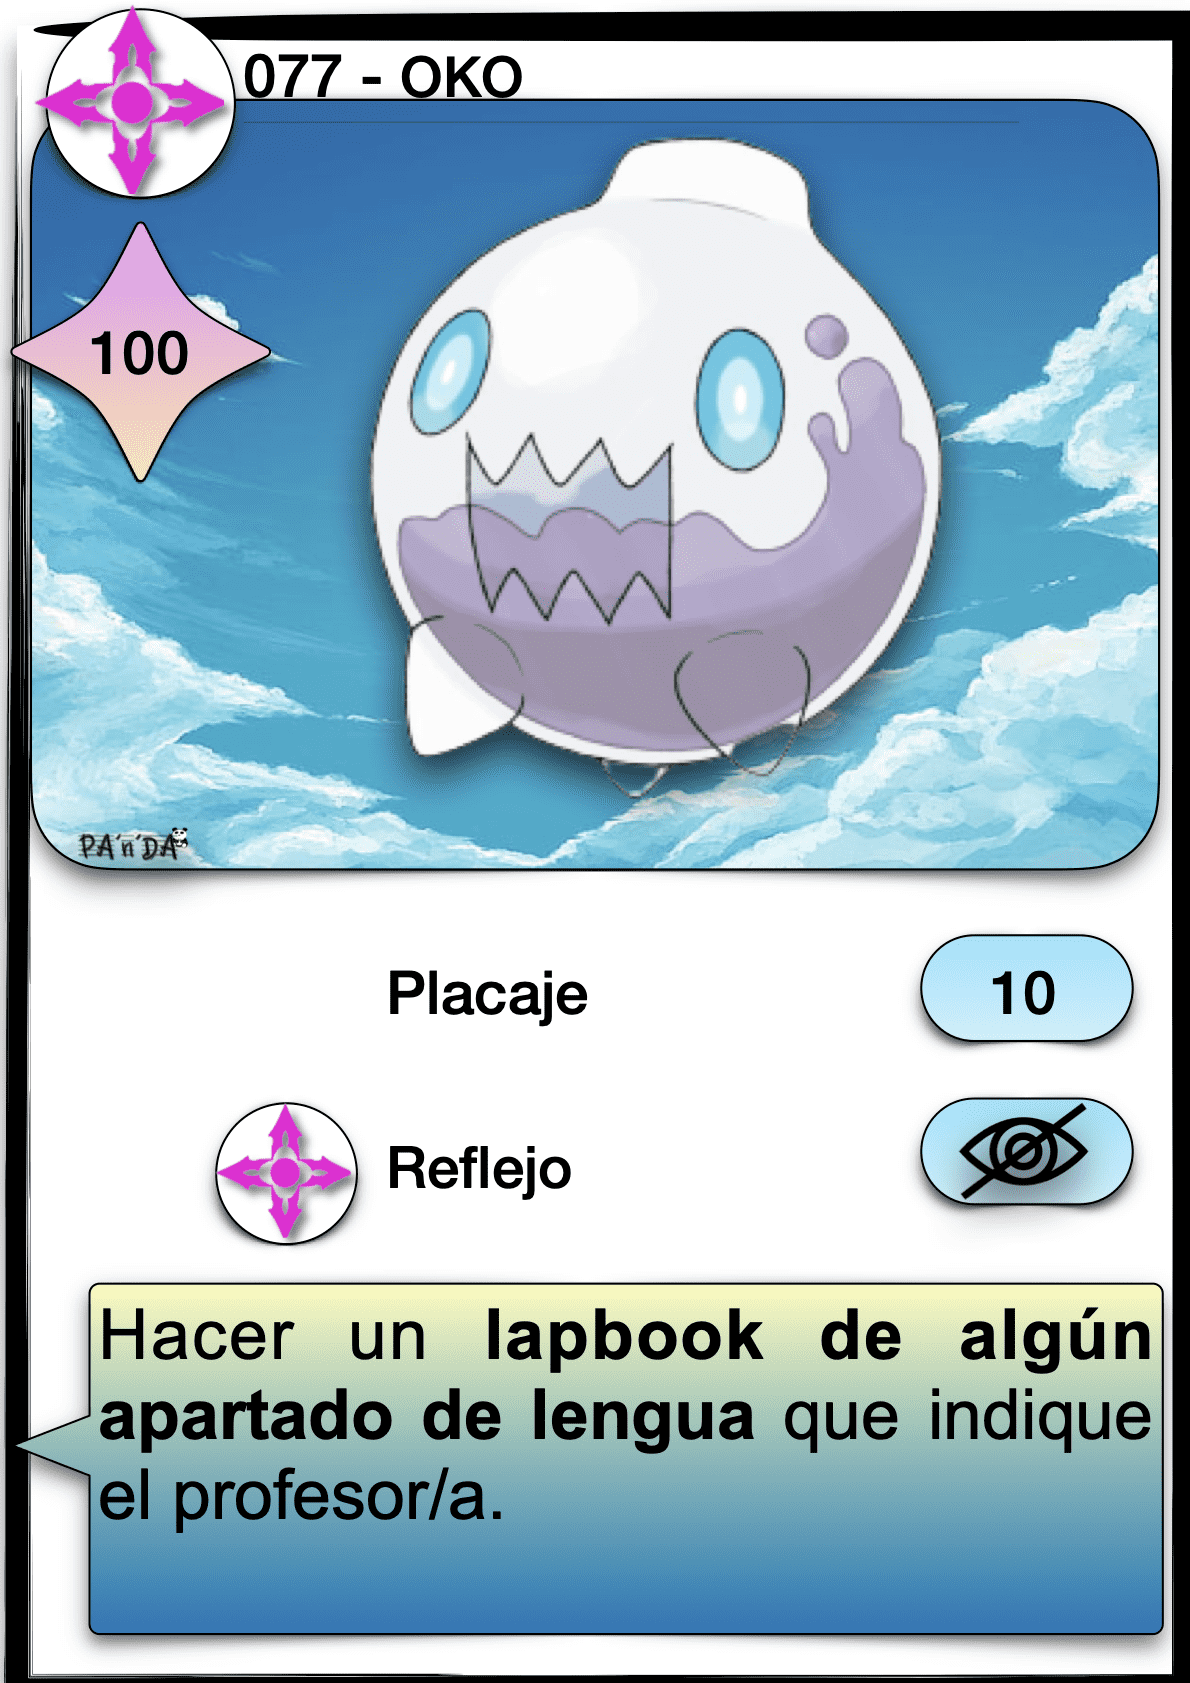 077 - OKO
100
PA'n'DA
Placaje
10
Reflejo
Hacer un lapbook de algún
apartado de lengua que indique
el profesor/a.